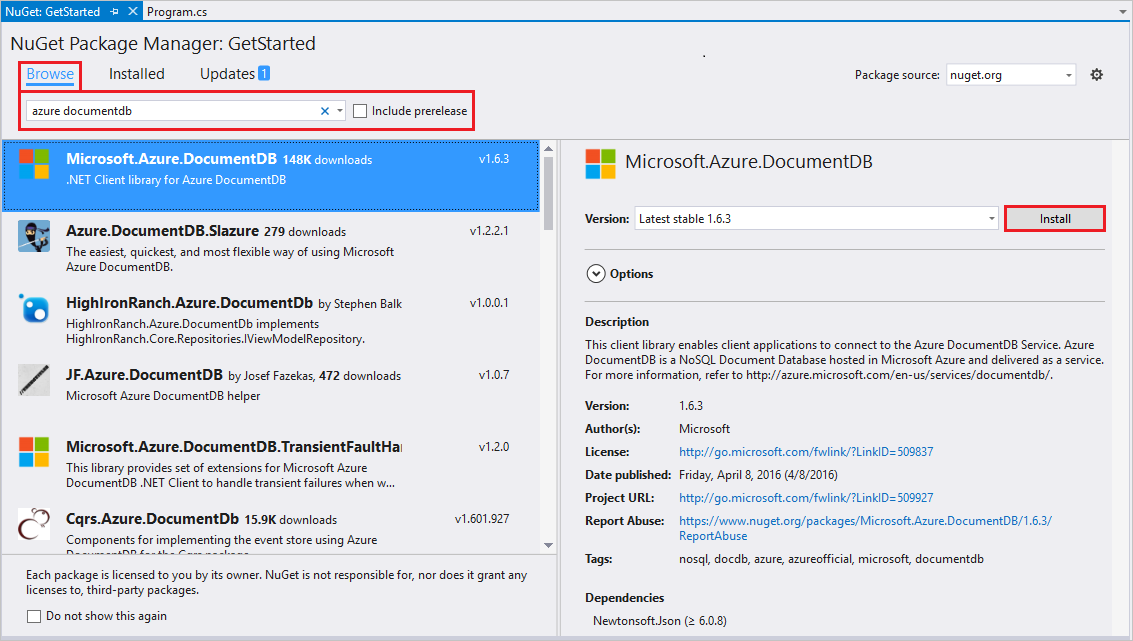 NuGet: GetStarted
Program.cs
NuGet Package Manager: GetStarted
Browse
Installed
Updates 1
Package source: nuget.org
azure documentdb
Include prerelease
Microsoft.Azure.DocumentDB 148K downloads
v1.6.3
.NET Client library for Azure DocumentDB
Azure.DocumentDB.Slazure 279 downloads
v1.2.2.1
The easiest, quickest, and most flexible way of using Microsoft
Azure DocumentDB.
HighIronRanch.Azure.DocumentDb by Stephen Balk
v1.0.0.1
HighIronRanch.Azure.DocumentDb implements
HighIronRanch.Core.Repositories.IViewModelRepository.
JF.Azure.DocumentDB by Josef Fazekas, 472 downloads
v1.0.7
Microsoft Azure DocumentDB helper
Microsoft.Azure.DocumentDB.TransientFaultHa
v1.2.0
This library provides set of extensions for Microsoft Azure
DocumentDB .NET Client to handle transient failures when w...
Cqrs.Azure.DocumentDb 15.9K downloads
v1.601.927
Components for implementing the event store using Azure
DocumentDB for the Cqrs package.
Each package is licensed to you by its owner. NuGet is not responsible for, nor does it grant any
licenses to, third-party packages.
Do not show this again
Microsoft.Azure.DocumentDB
Version: Latest stable 1.6.3
Install
Options
Description
This client library enables client applications to connect to the Azure DocumentDB Service. Azure
DocumentDB is a NoSQL Document Database hosted in Microsoft Azure and delivered as a service.
For more information, refer to http://azure.microsoft.com/en-us/services/documentdb/.
Version: 1.6.3
Author(s): Microsoft
License: http://go.microsoft.com/fwlink/?LinkID=509837
Date published: Friday, April 8, 2016 (4/8/2016)
Project URL: http://go.microsoft.com/fwlink/?LinkID=509927
Report Abuse: https://www.nuget.org/packages/Microsoft.Azure.DocumentDB/1.6.3/
ReportAbuse
Tags: nosql, docdb, azure, azureofficial, microsoft, documentdb
Dependencies
Newtonsoft.Json (≥ 6.0.8)